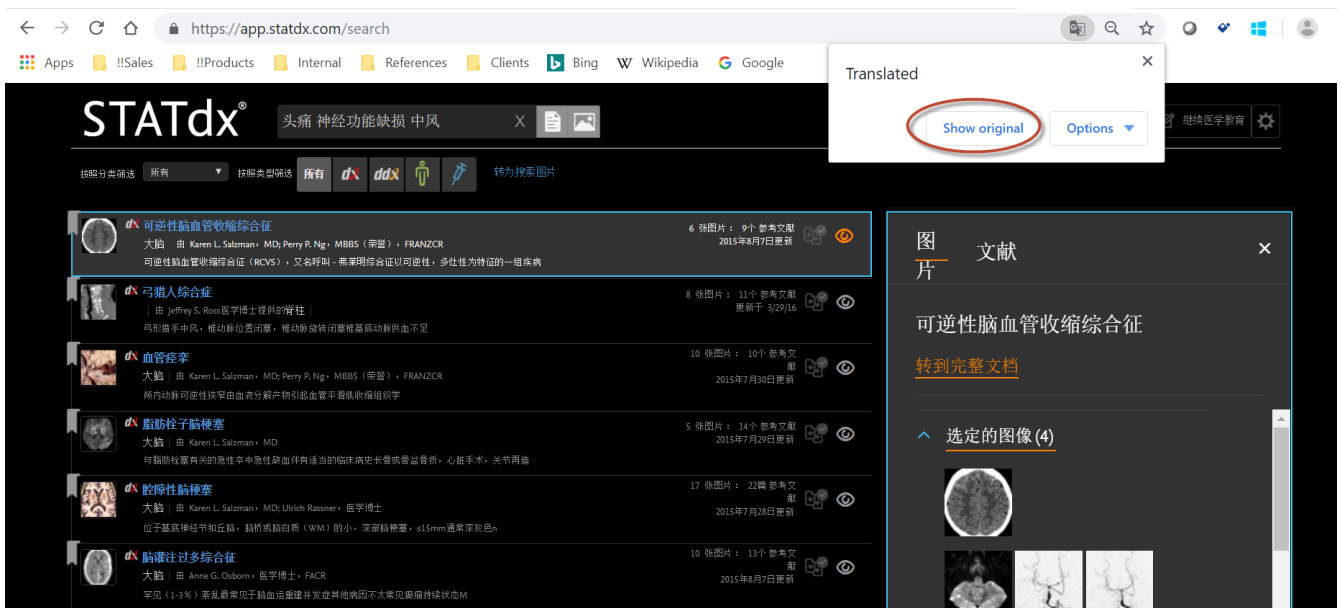 https://app.statdx.com/search
Apps !!Sales !!Products Internal References Clients Bing W Wikipedia G Google
Translated
Show original Options
STATdx®
头痛 神经功能缺损 中风 X
继续医学教育
按照分类筛选 所有 按照类型筛选 所有 dx ddx 转为搜索图片
dx 可逆性脑血管收缩综合征
大脑 由 Karen L. Salzman，MD; Perry P. Ng，MBBS（荣誉），FRANZCR
可逆性脑血管收缩综合征（RCVS），又名呼叫 - 弗莱明综合征以可逆性，多灶性为特征的一组疾病
6 张图片： 9个 参考文献
2015年8月7日更新
dx 弓猎人综合症
| 由 Jeffrey S. Ross医学博士提供的脊柱 |
弓形猎手中风，椎动脉位置闭塞，椎动脉旋转闭塞椎基底动脉供血不足
8 张图片： 11个 参考文献
更新于 3/29/16
dx 血管痉挛
大脑 | 由 Karen L. Salzman，MD; Perry P. Ng，MBBS（荣誉），FRANZCR
颅内动脉可逆性狭窄由血液分解产物引起血管平滑肌收缩组织学
10 张图片： 10个 参考文
献
2015年7月30日更新
dx 脂肪栓子脑梗塞
大脑 | 由 Karen L. Salzman，MD
与脂肪栓塞有关的急性卒中急性缺血伴有适当的临床病史长骨或骨盆骨折，心脏手术，关节再造
5 张图片： 14个 参考文献
2015年7月29日更新
dx 腔隙性脑梗塞
大脑 | 由 Karen L. Salzman，MD; Ulrich Rassner，医学博士
位于基底神经节和丘脑，脑桥或脑白质（WM）的小，深部脑梗塞，≤15mm通常深灰色n
17 张图片： 22篇 参考文
献
2015年7月28日更新
dx 脑灌注过多综合征
大脑 | 由 Anne G. Osborn，医学博士，FACR
罕见（1-3％）紊乱最常见于脑血运重建并发症其他病因不太常见癫痫持续状态M
10 张图片： 13个 参考文
献
2015年8月7日更新
图片 文献 ×
可逆性脑血管收缩综合征
转到完整文档
选定的图像(4)